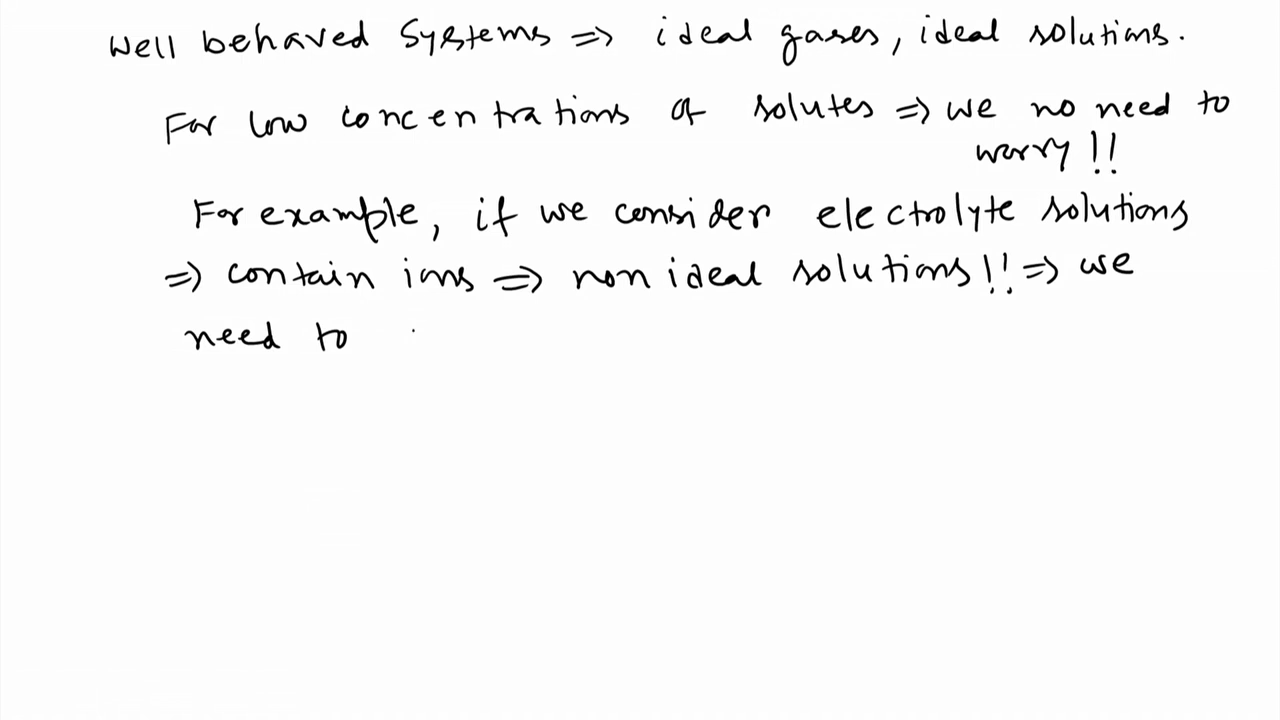 Well behaved Systems => ideal gases, ideal solutions.
For low concentrations of solutes => we no need to
worry !!
For example, if we consider electrolyte solutions
=> contain ions => non ideal solutions!! => we
need to